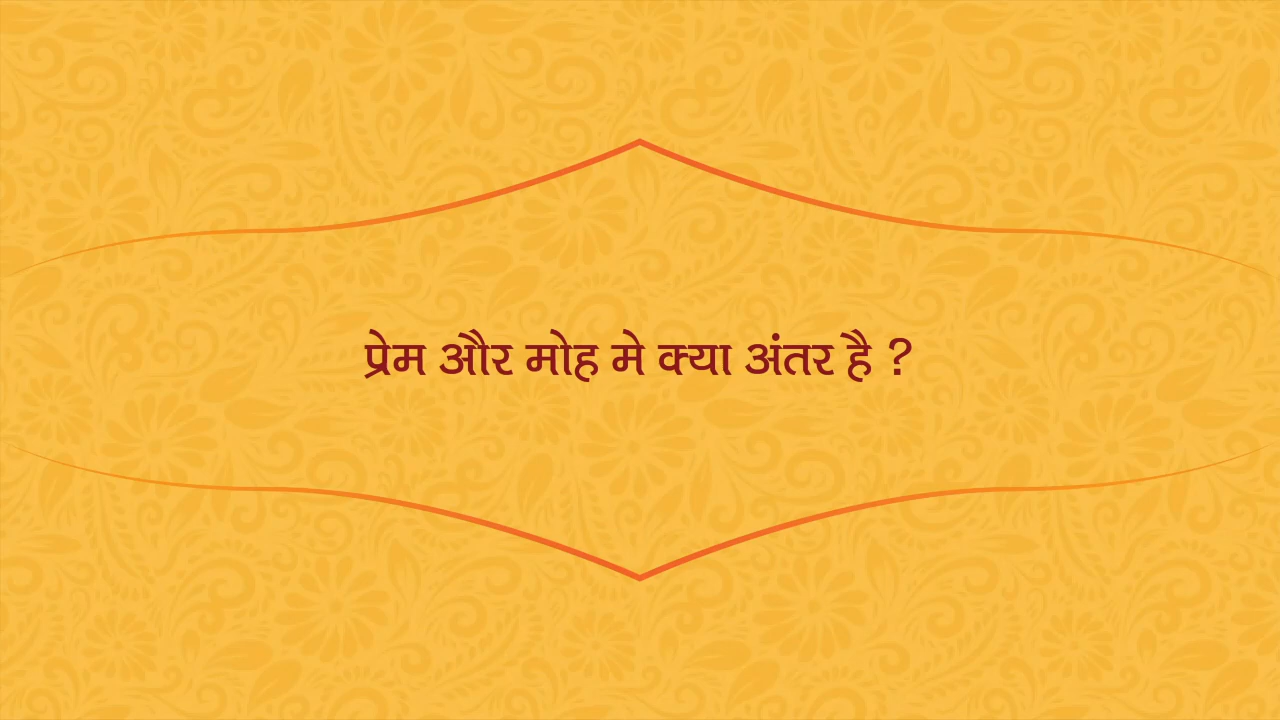 प्रेम और मोह मे क्या अंतर है ?